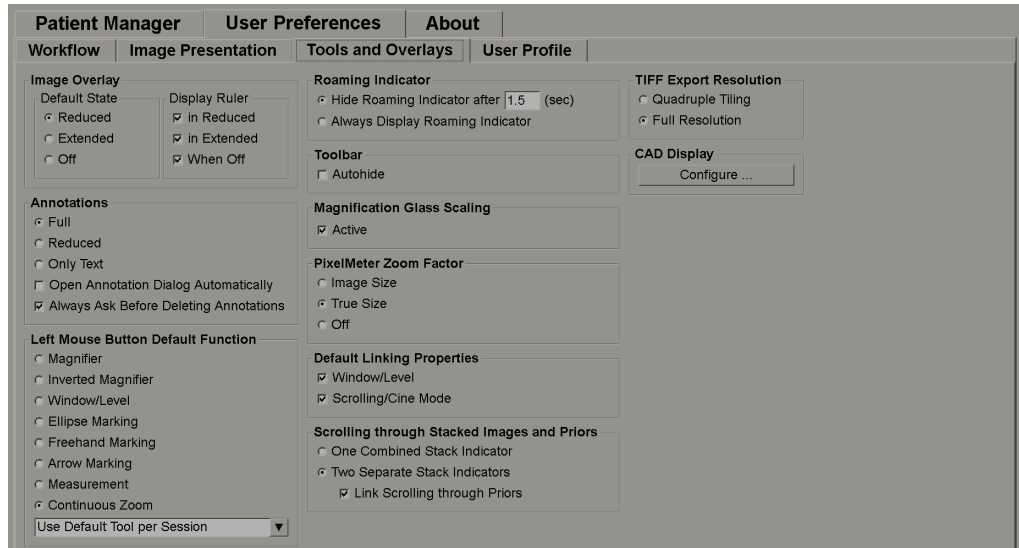 Patient Manager
User Preferences
About
Workflow
Image Presentation
Tools and Overlays
User Profile
Image Overlay
Default State
Reduced
Extended
Off
Display Ruler
in Reduced
in Extended
When Off
Annotations
Full
Reduced
Only Text
Open Annotation Dialog Automatically
Always Ask Before Deleting Annotations
Left Mouse Button Default Function
Magnifier
Inverted Magnifier
Window/Level
Ellipse Marking
Freehand Marking
Arrow Marking
Measurement
Continuous Zoom
Use Default Tool per Session
Roaming Indicator
Hide Roaming Indicator after 1.5 (sec)
Always Display Roaming Indicator
Toolbar
Autohide
Magnification Glass Scaling
Active
PixelMeter Zoom Factor
Image Size
True Size
Off
Default Linking Properties
Window/Level
Scrolling/Cine Mode
Scrolling through Stacked Images and Priors
One Combined Stack Indicator
Two Separate Stack Indicators
Link Scrolling through Priors
TIFF Export Resolution
Quadruple Tiling
Full Resolution
CAD Display
Configure ...